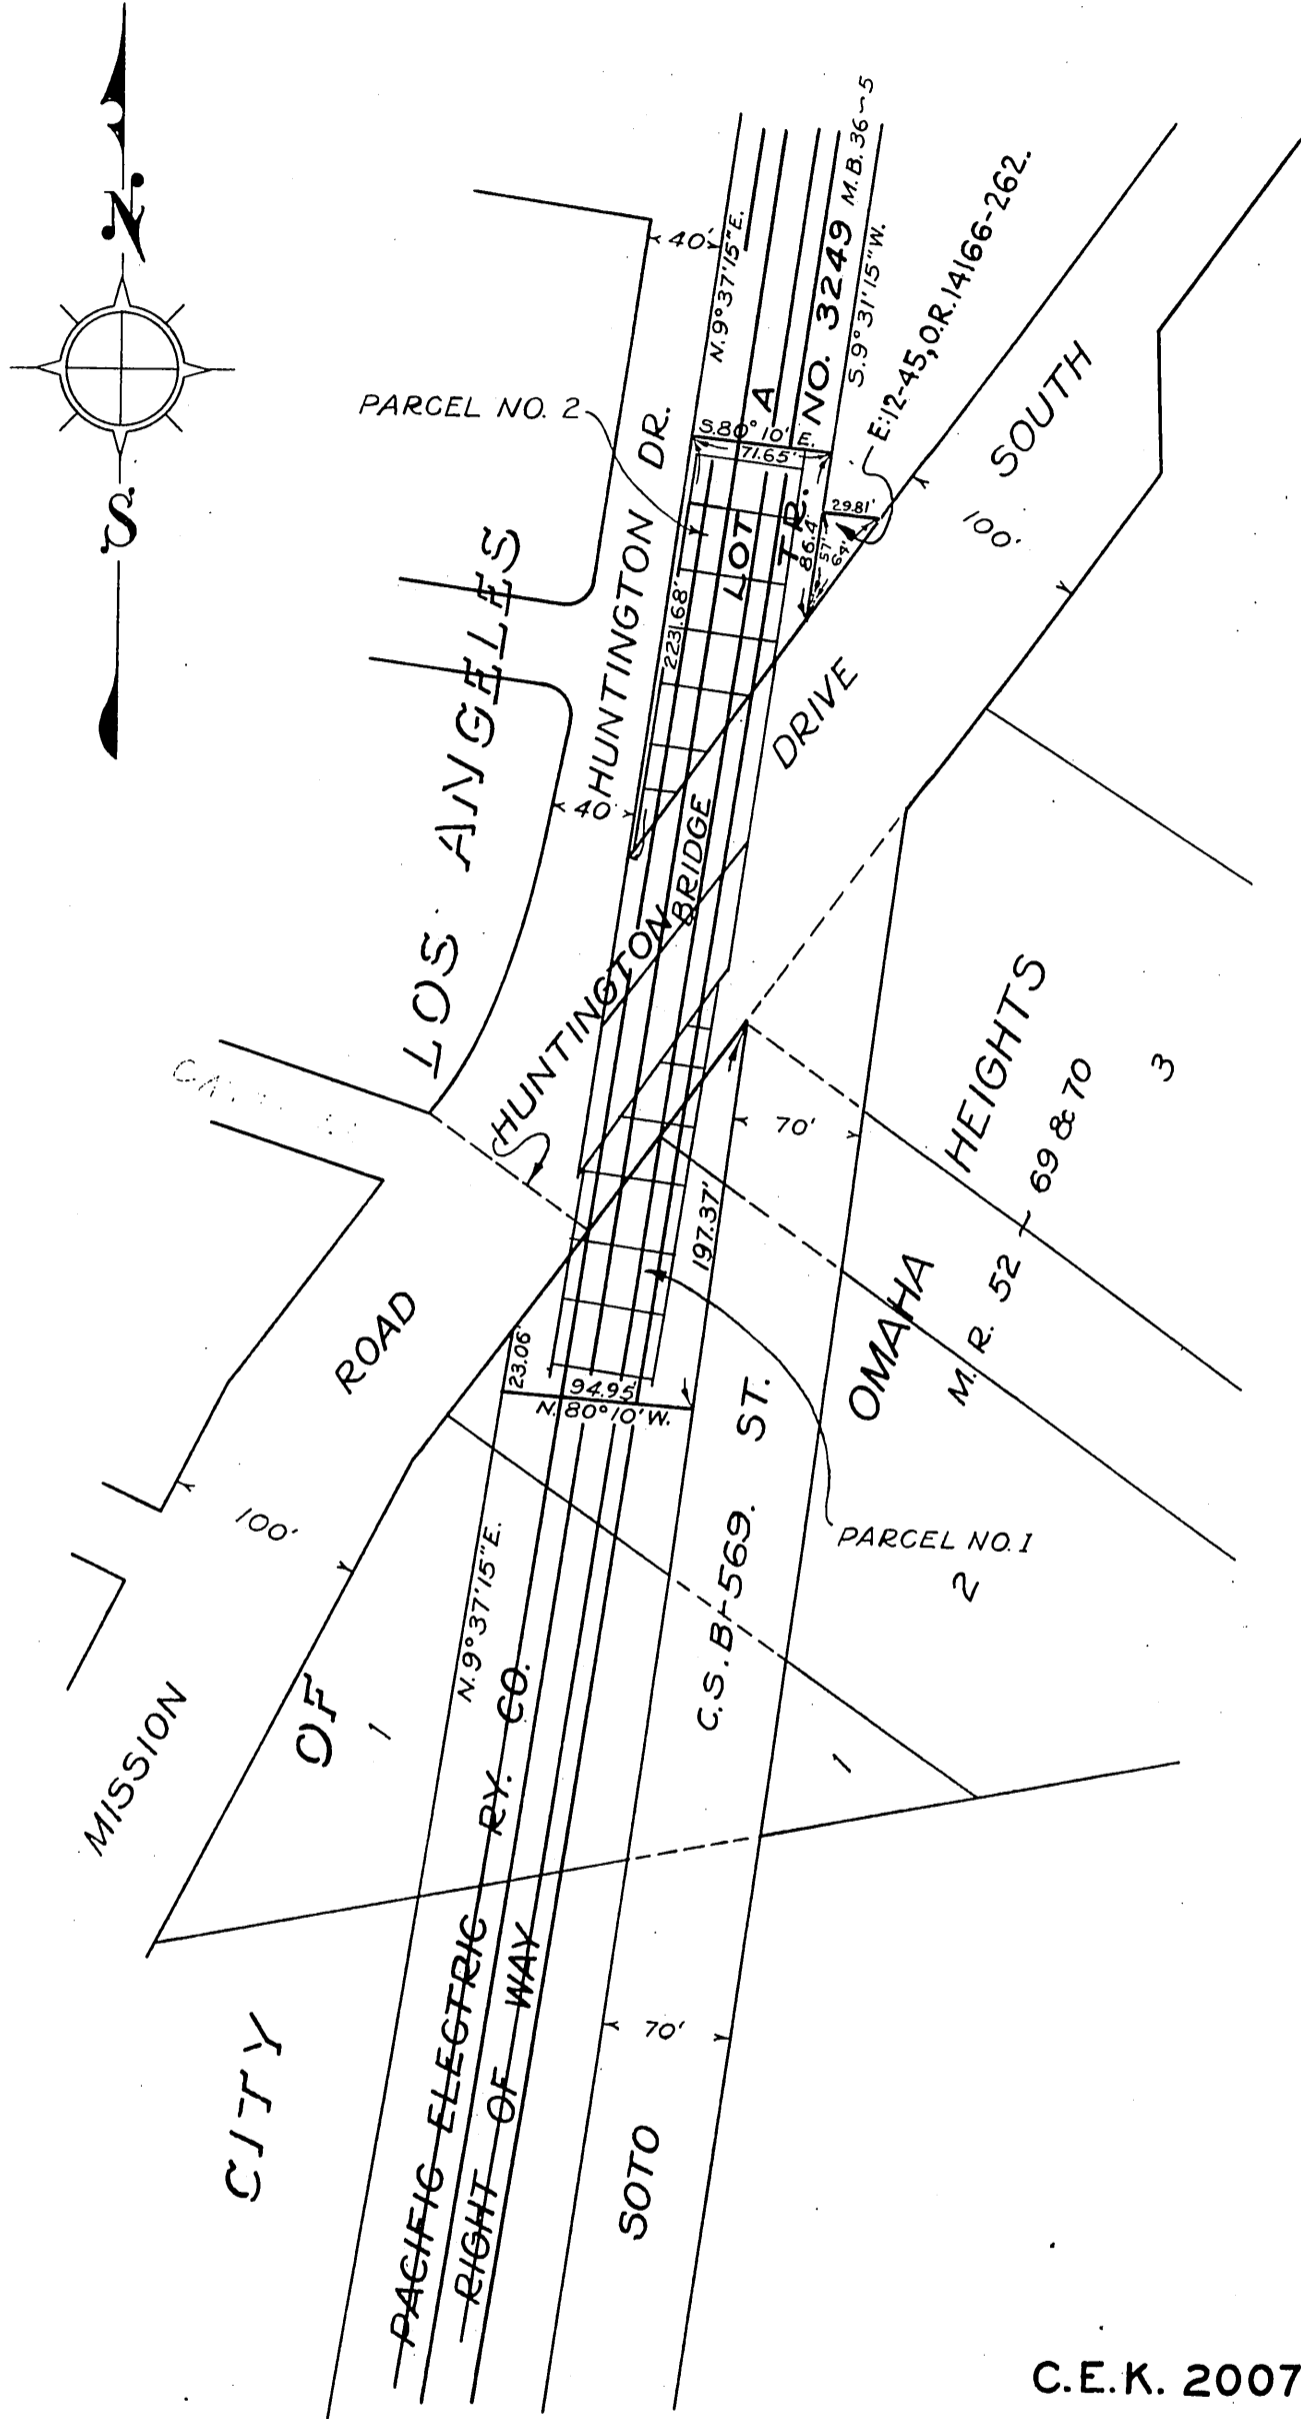 N.
S.
PARCEL NO. 2
40'
N.9°37'15"E.
LOT A
TR. NO. 3249 M.B. 36-5
S.9°31'15"W.
E:12-45,O.R.14166-262.
S.80°10'E.
71.65'
29.81'
86.4
57'
64'
SOUTH
100'
HUNTINGTON DR.
2231.68'
DRIVE
40'
HUNTINGTON
BRIDGE
CITY OF LOS ANGELES
70'
197.37'
OMAHA HEIGHTS
M. R. 52 - 69 & 70
3
MISSION ROAD
23.06'
94.95'
N. 80°10' W.
100'
N.9°37'15"E.
PARCEL NO. 1
2
1
1
C.S.B-569.
SOTO ST.
70'
PACIFIC ELECTRIC RY. CO.
RIGHT OF WAY
C.E.K. 2007